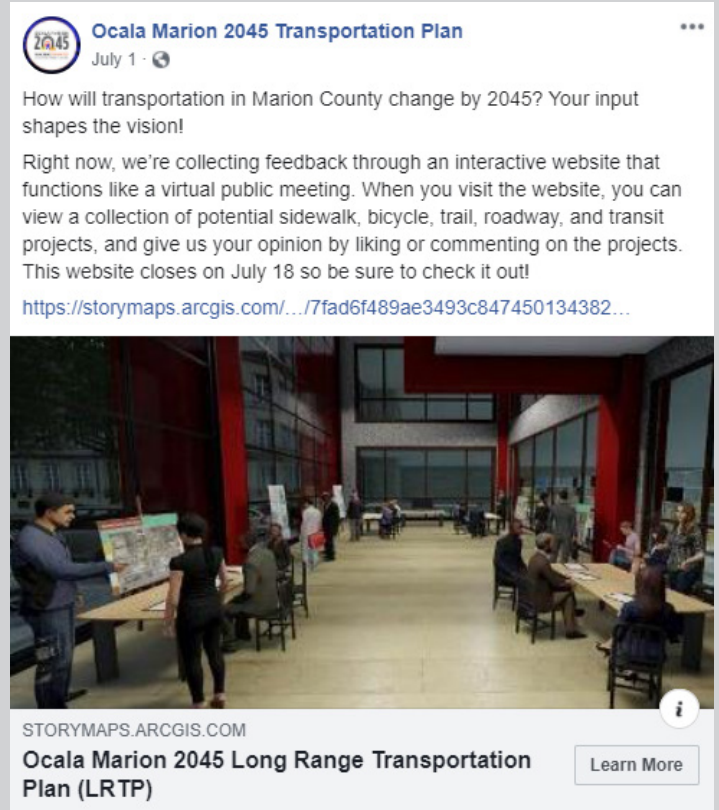 2045
Ocala Marion 2045 Transportation Plan
July 1 ·
How will transportation in Marion County change by 2045? Your input
shapes the vision!
Right now, we're collecting feedback through an interactive website that
functions like a virtual public meeting. When you visit the website, you can
view a collection of potential sidewalk, bicycle, trail, roadway, and transit
projects, and give us your opinion by liking or commenting on the projects.
This website closes on July 18 so be sure to check it out!
https://storymaps.arcgis.com/…/7fad6f489ae3493c847450134382…
i
STORYMAPS.ARCGIS.COM
Ocala Marion 2045 Long Range Transportation
Plan (LRTP)
Learn More